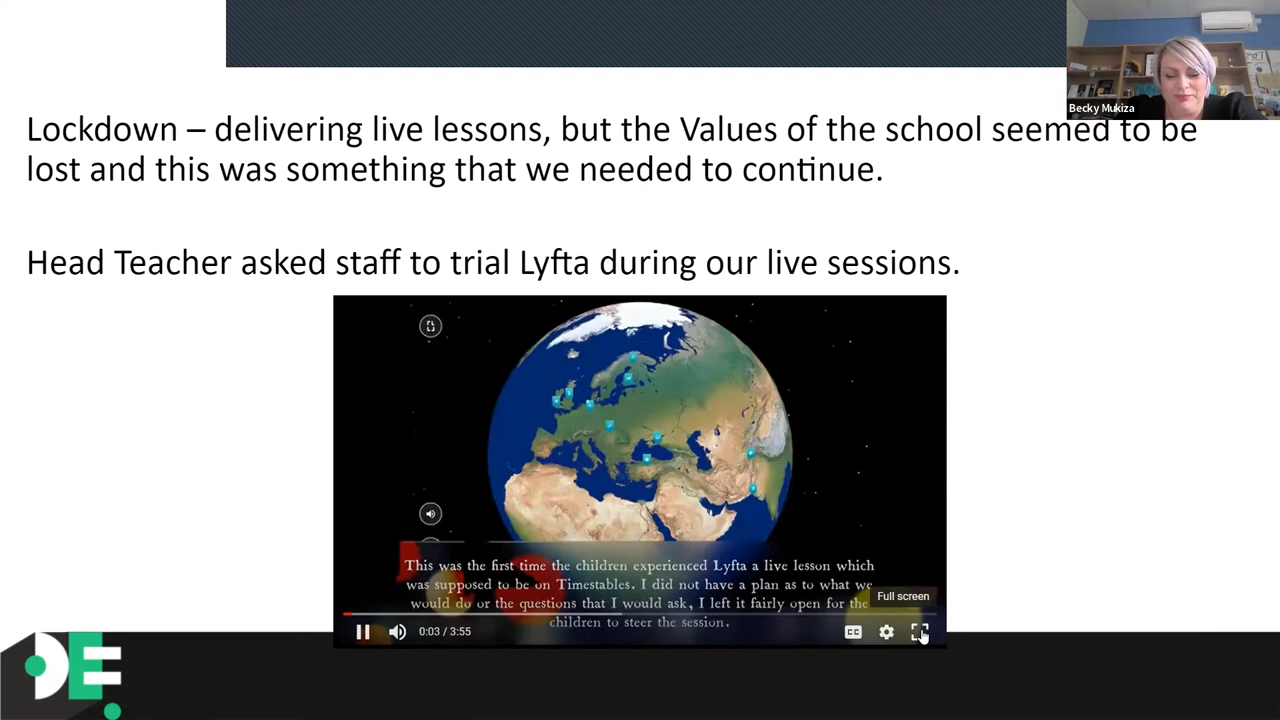 Becky Mukiza
Lockdown – delivering live lessons, but the Values of the school seemed to be
lost and this was something that we needed to continue.
Head Teacher asked staff to trial Lyfta during our live sessions.
This was the first time the children experienced Lyfta a live lesson which
was supposed to be on Timestables. I did not have a plan as to what we
would do or the questions that I would ask, I left it fairly open for the
children to steer the session.
Full screen
0:03 / 3:55
CC
DE